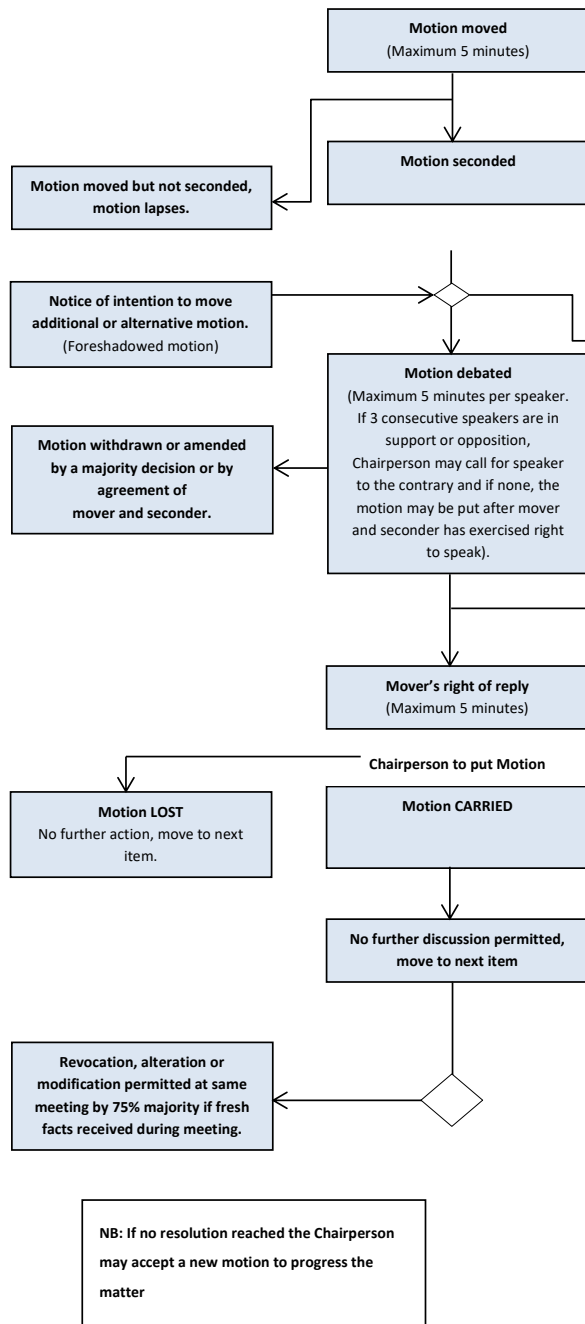 Motion moved
(Maximum 5 minutes)
Motion seconded
Motion moved but not seconded,
motion lapses.
Notice of intention to move
additional or alternative motion.
(Foreshadowed motion)
Motion debated
(Maximum 5 minutes per speaker.
If 3 consecutive speakers are in
support or opposition,
Chairperson may call for speaker
to the contrary and if none, the
motion may be put after mover
and seconder has exercised right
to speak).
Motion withdrawn or amended
by a majority decision or by
agreement of
mover and seconder.
Mover’s right of reply
(Maximum 5 minutes)
Chairperson to put Motion
Motion LOST
No further action, move to next
item.
Motion CARRIED
No further discussion permitted,
move to next item
Revocation, alteration or
modification permitted at same
meeting by 75% majority if fresh
facts received during meeting.
NB: If no resolution reached the Chairperson
may accept a new motion to progress the
matter